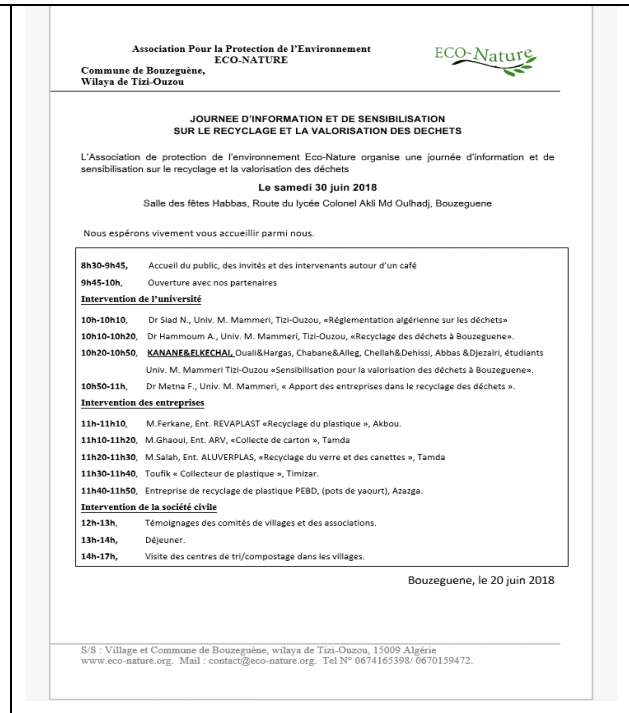 Association Pour la Protection de l'Environnement
ECO-NATURE
ECO-Nature
Commune de Bouzeguène,
Wilaya de Tizi-Ouzou
JOURNEE D'INFORMATION ET DE SENSIBILISATION
SUR LE RECYCLAGE ET LA VALORISATION DES DECHETS
L'Association de protection de l'environnement Eco-Nature organise une journée d'information et de
sensibilisation sur le recyclage et la valorisation des déchets
Le samedi 30 juin 2018
Salle des fêtes Habbas, Route du lycée Colonel Akli Md Oulhadj, Bouzeguene
Nous espérons vivement vous accueillir parmi nous.
8h30-9h45, Accueil du public, des invités et des intervenants autour d'un café
9h45-10h, Ouverture avec nos partenaires
Intervention de l'université
10h-10h10, Dr Siad N., Univ. M. Mammeri, Tizi-Ouzou, «Réglementation algérienne sur les déchets»
10h10-10h20, Dr Hammoum A., Univ. M. Mammeri, Tizi-Ouzou, «Recyclage des déchets à Bouzeguene».
10h20-10h50, KANANE&ELKECHAI, Ouali&Hargas, Chabane&Alleg, Chellah&Dehissi, Abbas &Djezaïri, étudiants
Univ. M. Mammeri Tizi-Ouzou «Sensibilisation pour la valorisation des déchets à Bouzeguene».
10h50-11h, Dr Metna F., Univ. M. Mammeri, « Apport des entreprises dans le recyclage des déchets ».
Intervention des entreprises
11h-11h10, M.Ferkane, Ent. REVAPLAST «Recyclage du plastique », Akbou.
11h10-11h20, M.Ghaoui, Ent. ARV, «Collecte de carton », Tamda
11h20-11h30, M.Salah, Ent. ALUVERPLAS, «Recyclage du verre et des canettes », Tamda
11h30-11h40, Toufik « Collecteur de plastique », Timizar.
11h40-11h50, Entreprise de recyclage de plastique PEBD, (pots de yaourt), Azazga.
Intervention de la société civile
12h-13h, Témoignages des comités de villages et des associations.
13h-14h, Déjeuner.
14h-17h, Visite des centres de tri/compostage dans les villages.
Bouzeguene, le 20 juin 2018
S/S : Village et Commune de Bouzeguène, wilaya de Tizi-Ouzou, 15009 Algérie
www.eco-nature.org. Mail : contact@eco-nature.org. Tel N° 0674165398/ 0670159472.